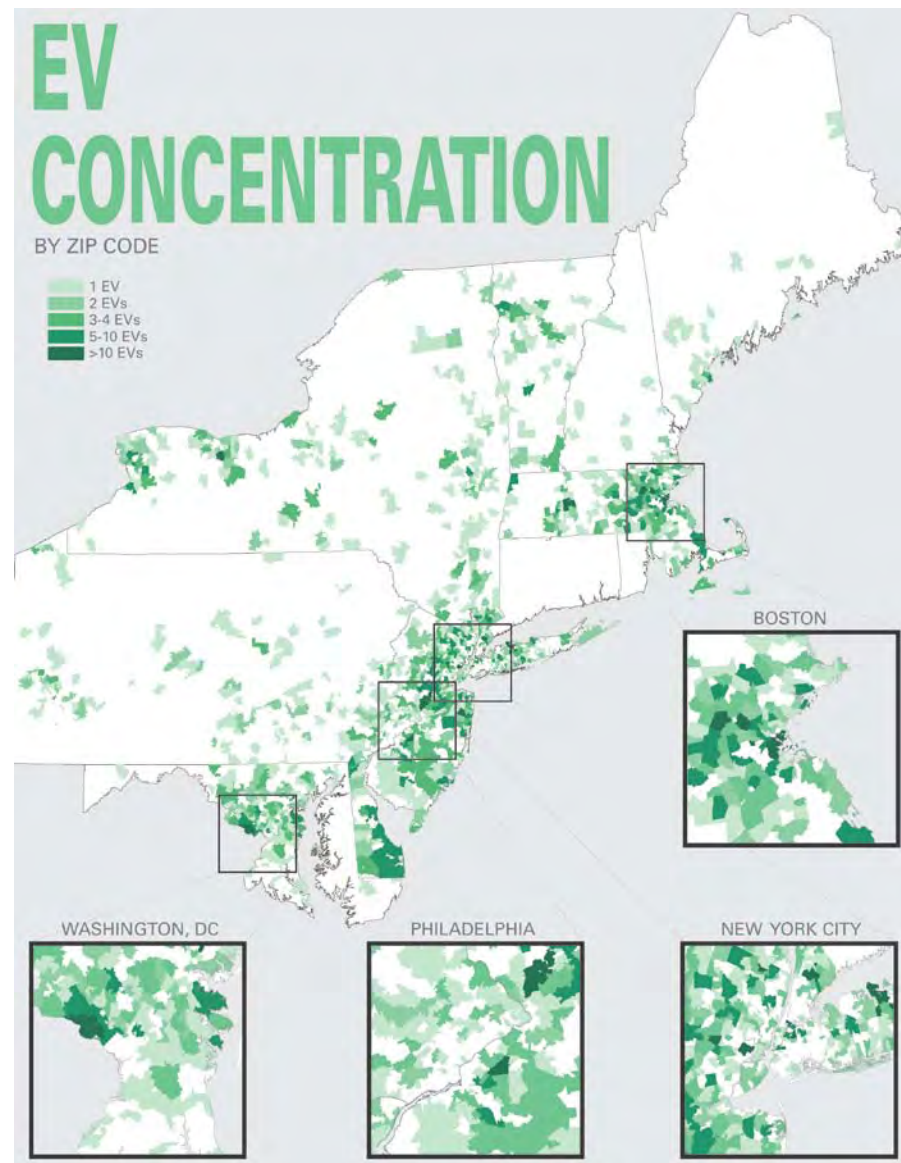 EV
CONCENTRATION
BY ZIP CODE
1 EV
2 EVs
3-4 EVs
5-10 EVs
>10 EVs
BOSTON
WASHINGTON, DC
PHILADELPHIA
NEW YORK CITY